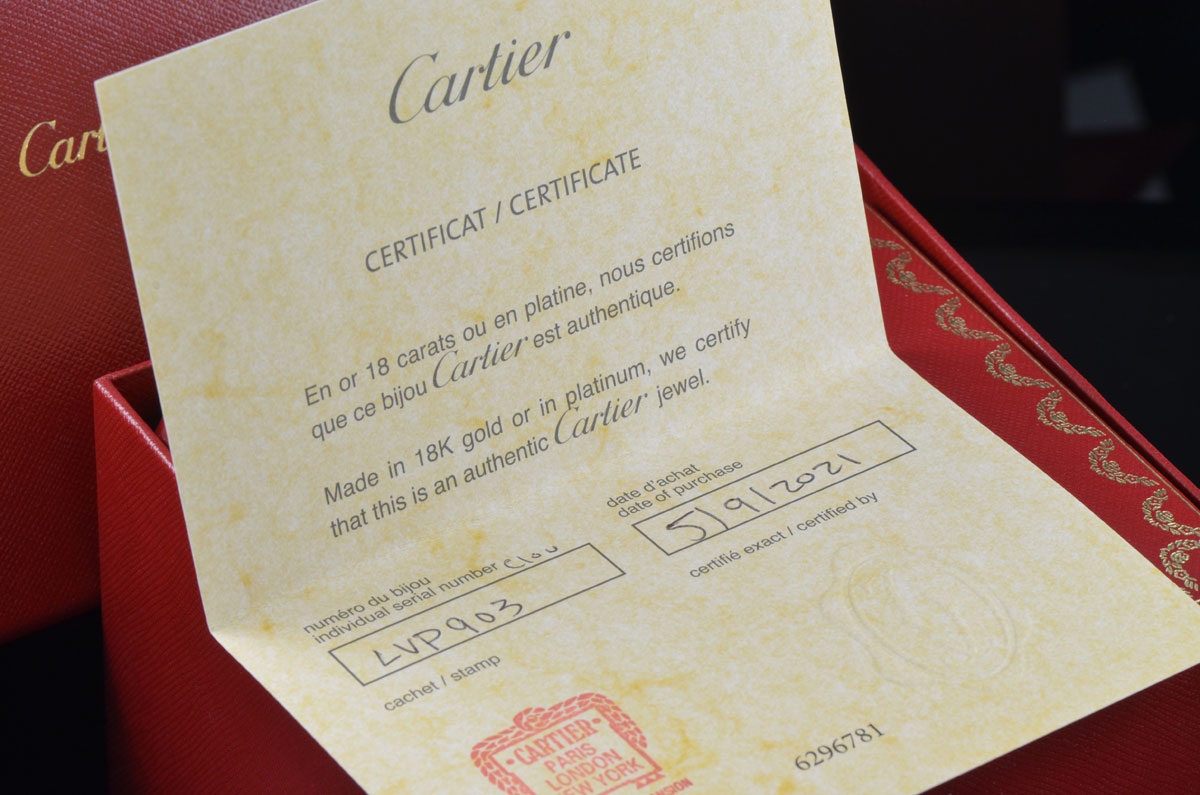 Cart
Cartier
CERTIFICAT / CERTIFICATE
En or 18 carats ou en platine, nous certifions
que ce bijou Cartier est authentique.
Made in 18K gold or in platinum, we certify
that this is an authentic Cartier jewel.
date d'achat
date of purchase
5/9/2021
certifié exact / certified by
numéro du bijou
individual serial number Clou
LVP903
cachet / stamp
CARTIER
PARIS
LONDON
NEW YORK
6296781